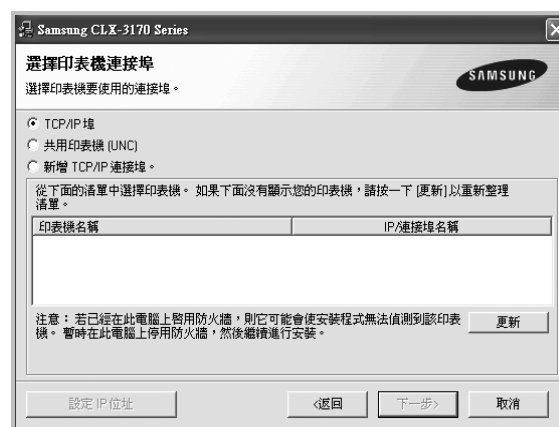 Samsung CLX-3170 Series
選擇印表機連接埠
選擇印表機要使用的連接埠。
SAMSUNG
TCP/IP 埠
共用印表機 (UNC)
新增 TCP/IP 連接埠。
從下面的清單中選擇印表機。 如果下面沒有顯示您的印表機，請按一下 [更新] 以重新整理
清單。
印表機名稱 IP/連接埠名稱
注意： 若已經在此電腦上啓用防火牆，則它可能會使安裝程式無法偵測到該印表
機。 暫時在此電腦上停用防火牆，然後繼續進行安裝。
更新
設定 IP 位址 <返回 下一步> 取消